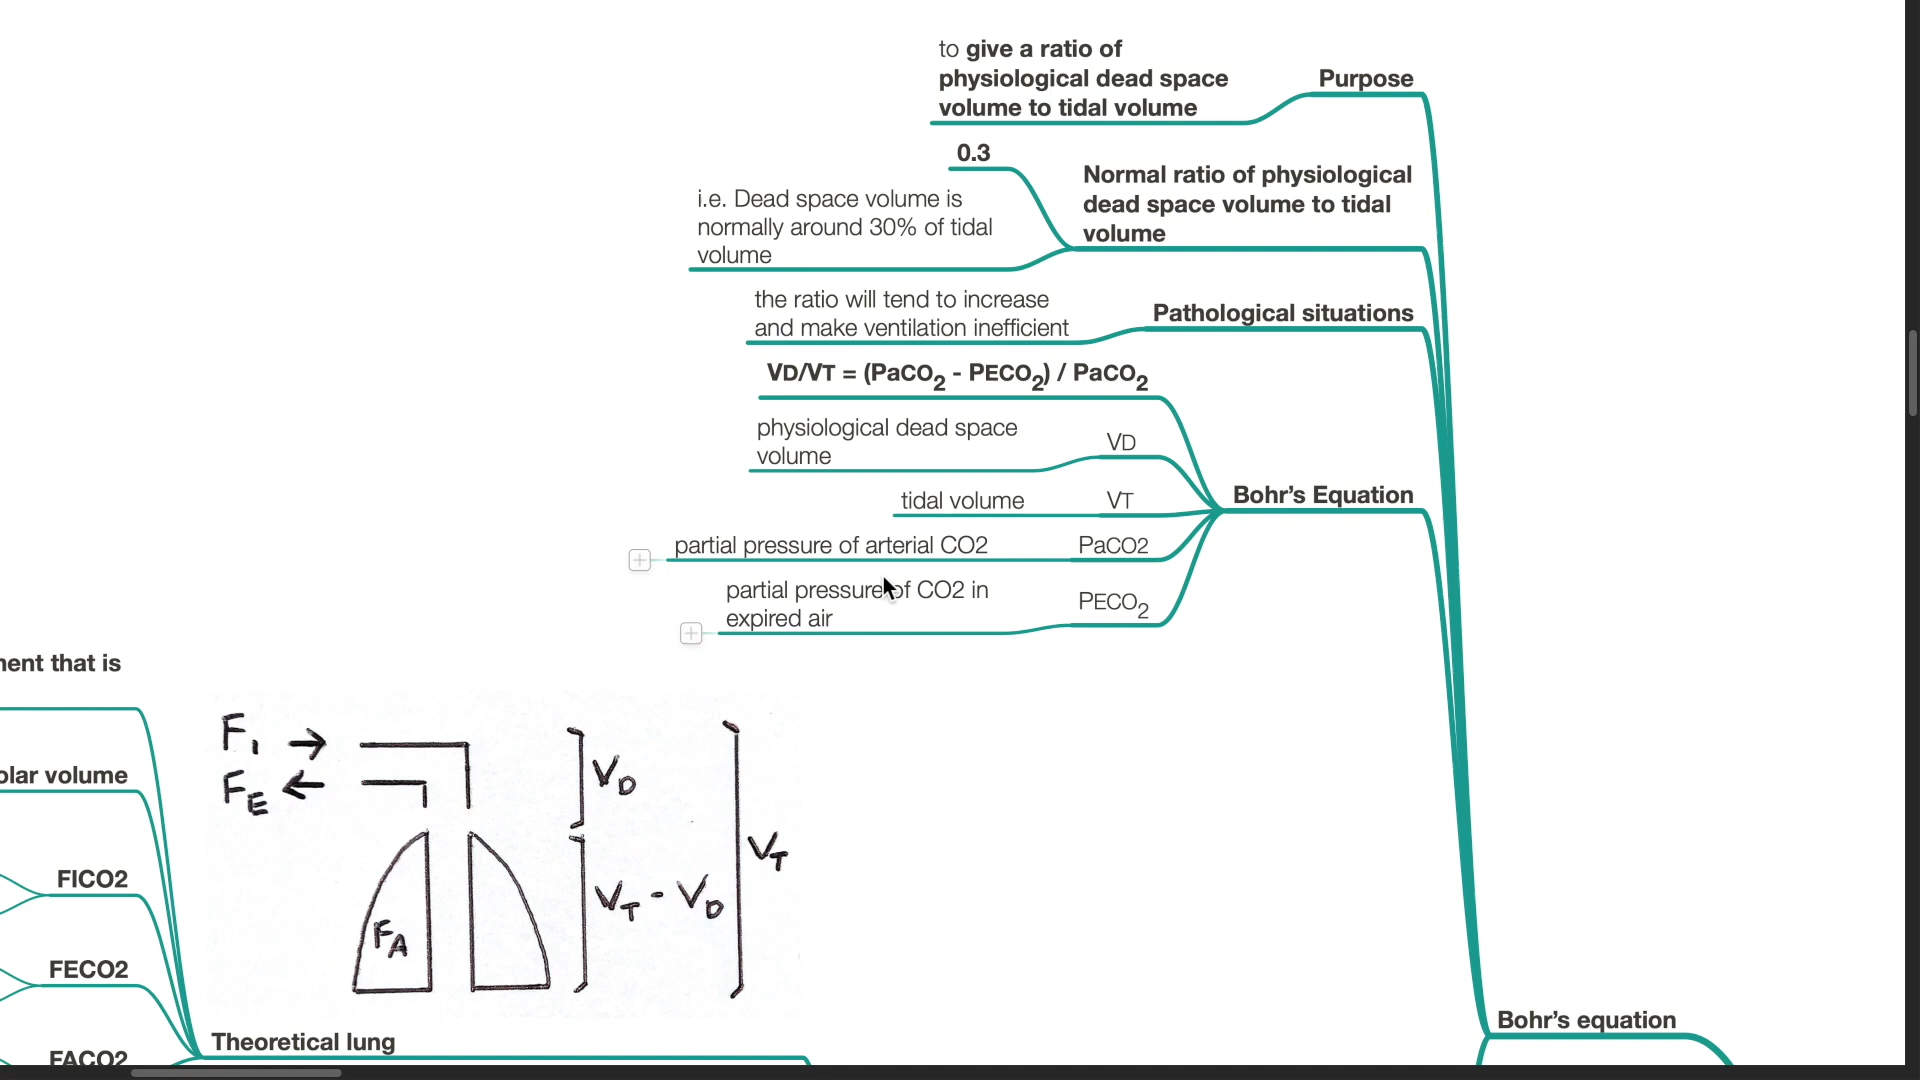 to give a ratio of
physiological dead space
volume to tidal volume
Purpose
0.3
i.e. Dead space volume is
normally around 30% of tidal
volume
Normal ratio of physiological
dead space volume to tidal
volume
the ratio will tend to increase
and make ventilation inefficient
Pathological situations
VD/VT = (PaCO2 - PECO2) / PaCO2
physiological dead space
volume
VD
tidal volume
VT
Bohr’s Equation
partial pressure of arterial CO2
PaCO2
partial pressure of CO2 in
expired air
PECO2
that is
volume
FICO2
FECO2
FACO2
FI
FE
FA
VD
VT - VD
VT
Theoretical lung
Bohr’s equation